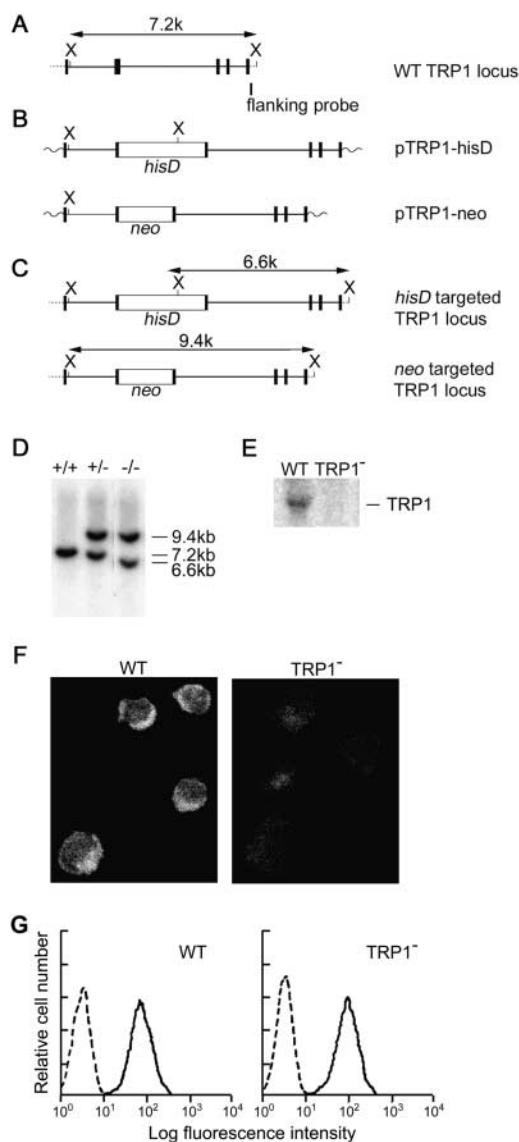 A
7.2k
X X
WT TRP1 locus
flanking probe
B
X X
hisD
pTRP1-hisD
X
neo
pTRP1-neo
C
6.6k
X X X
hisD
hisD targeted
TRP1 locus
9.4k
X X
neo
neo targeted
TRP1 locus
D
+/+ +/- -/-
9.4kb
7.2kb
6.6kb
E
WT TRP1-
TRP1
F
WT TRP1-
G
Relative cell number
WT
TRP1-
10⁰ 10¹ 10² 10³ 10⁴
10⁰ 10¹ 10² 10³ 10⁴
Log fluorescence intensity